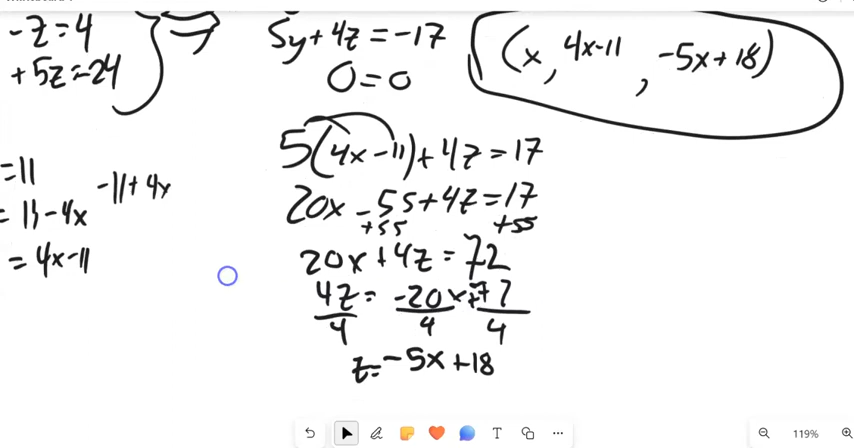 -z=4
+5z=-24
5y+4z=-17
0=0
(x, 4x-11, -5x+18)
=11
-11+4x
= 11-4x
= 4x-11
5(4x-11)+4z=17
20x-55+4z=17
+55 +55
20x+4z=72
4z = -20x+72
4 4 4
z=-5x+18
T
119%